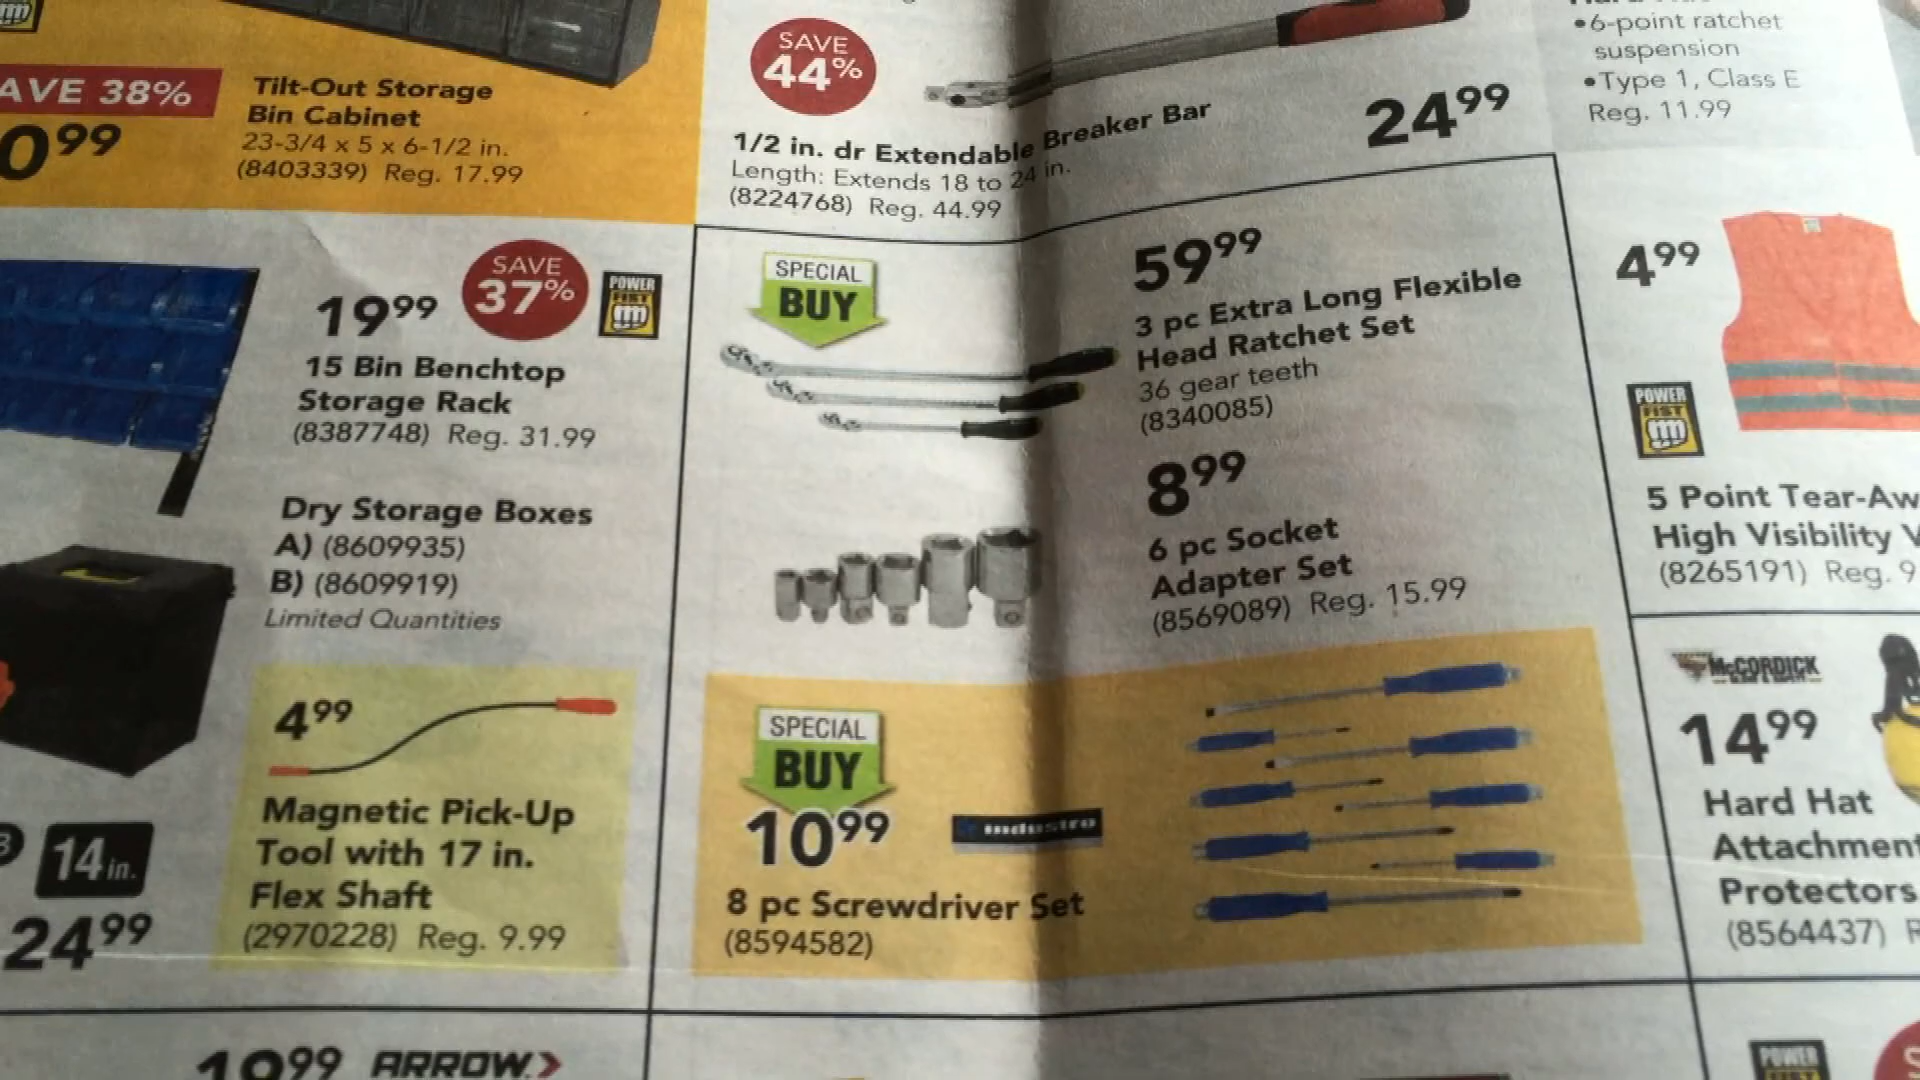 AVE 38%
0.99
Tilt-Out Storage
Bin Cabinet
23-3/4 x 5 x 6-1/2 in.
(8403339) Reg. 17.99
SAVE
44%
1/2 in. dr Extendable Breaker Bar
Length: Extends 18 to 24 in.
(8224768) Reg. 44.99
24.99
•6-point ratchet
suspension
•Type 1, Class E
Reg. 11.99
19.99
SAVE
37%
POWER
FIST
15 Bin Benchtop
Storage Rack
(8387748) Reg. 31.99
Dry Storage Boxes
A) (8609935)
B) (8609919)
Limited Quantities
14 in.
24.99
4.99
Magnetic Pick-Up
Tool with 17 in.
Flex Shaft
(2970228) Reg. 9.99
SPECIAL
BUY
59.99
3 pc Extra Long Flexible
Head Ratchet Set
36 gear teeth
(8340085)
8.99
6 pc Socket
Adapter Set
(8569089) Reg. 15.99
SPECIAL
BUY
10.99
industro
8 pc Screwdriver Set
(8594582)
4.99
POWER
FIST
5 Point Tear-Aw
High Visibility V
(8265191) Reg. 9
McCORDICK
14.99
Hard Hat
Attachment
Protectors
(8564437) R
19.99
ARROW
POWER
FIST